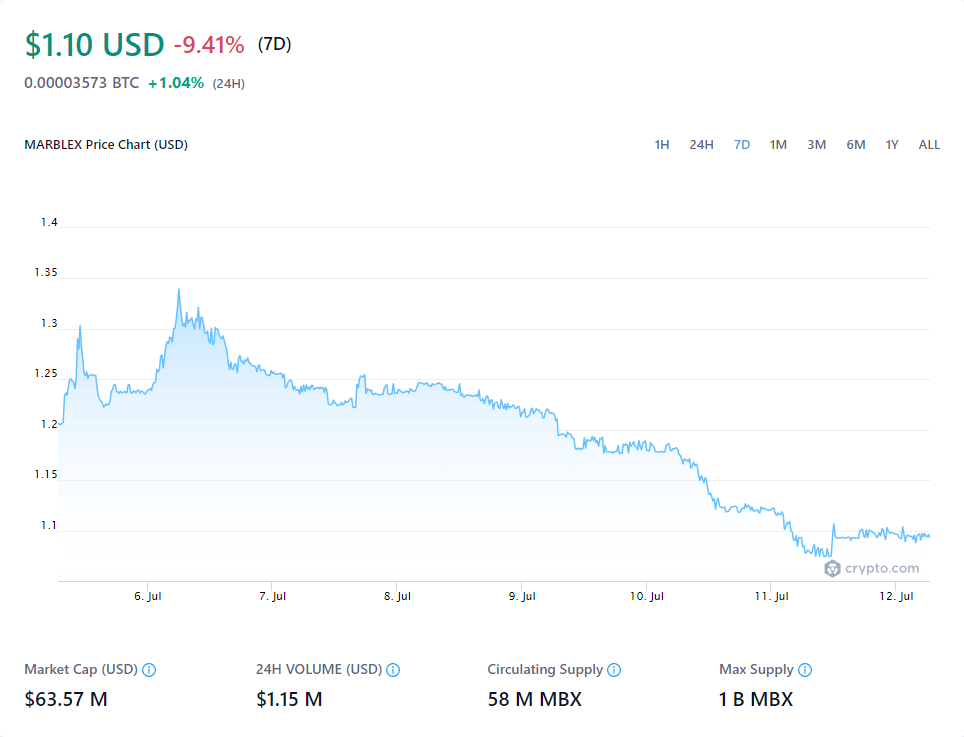 $1.10 USD -9.41% (7D)
0.00003573 BTC +1.04% (24H)
MARBLEX Price Chart (USD) 1H 24H 7D 1M 3M 6M 1Y ALL
1.4
1.35
1.3
1.25
1.2
1.15
1.1
crypto.com
6. Jul 7. Jul 8. Jul 9. Jul 10. Jul 11. Jul 12. Jul
Market Cap (USD) 24H VOLUME (USD) Circulating Supply Max Supply
$63.57 M $1.15 M 58 M MBX 1 B MBX